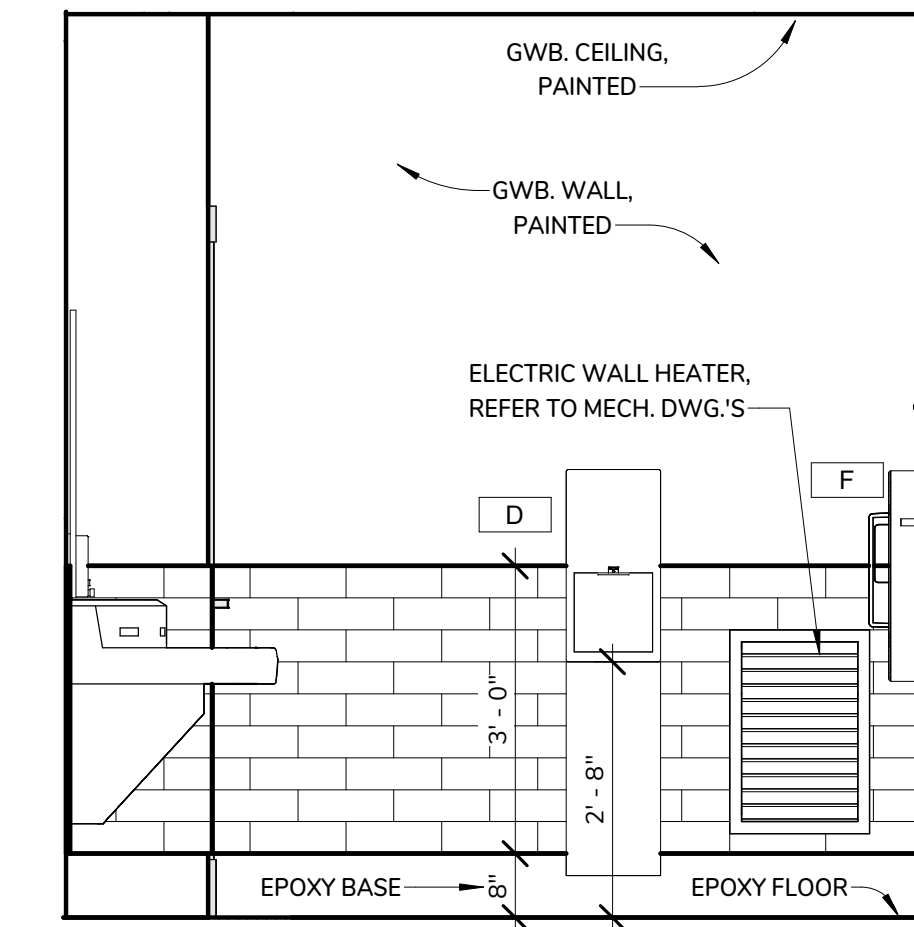 GWB. CEILING,
PAINTED
GWB. WALL,
PAINTED
ELECTRIC WALL HEATER,
REFER TO MECH. DWG.'S
F
D
3' - 0"
2' - 8"
EPOXY BASE
8"
EPOXY FLOOR